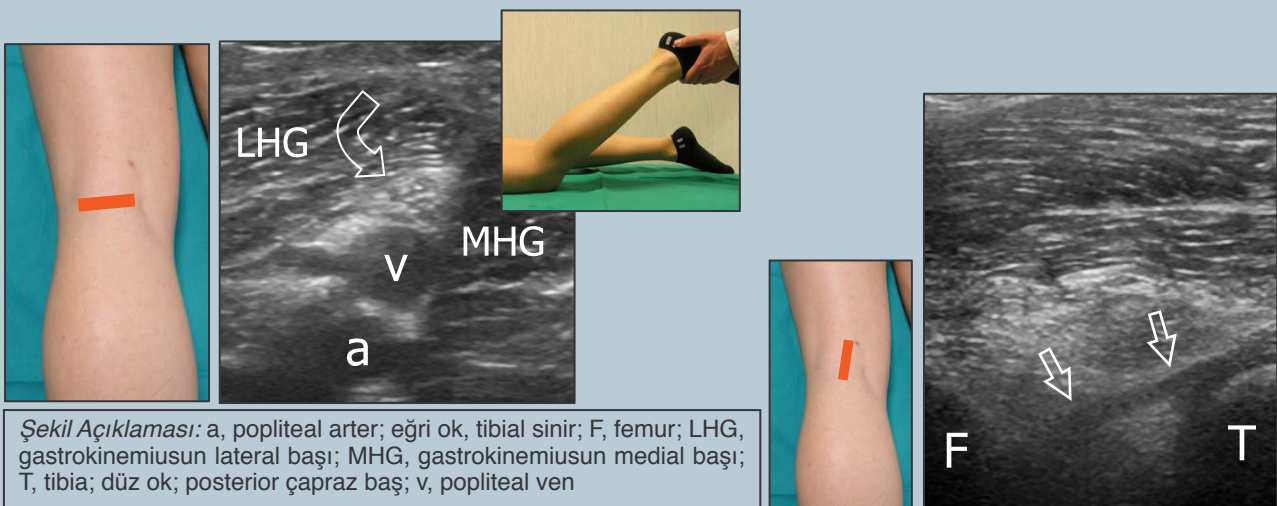 LHG
MHG
v
a
F
T
Şekil Açıklaması: a, popliteal arter; eğri ok, tibial sinir; F, femur; LHG,
gastrokinemiusun lateral başı; MHG, gastrokinemiusun medial başı;
T, tibia; düz ok; posterior çapraz baş; v, popliteal ven